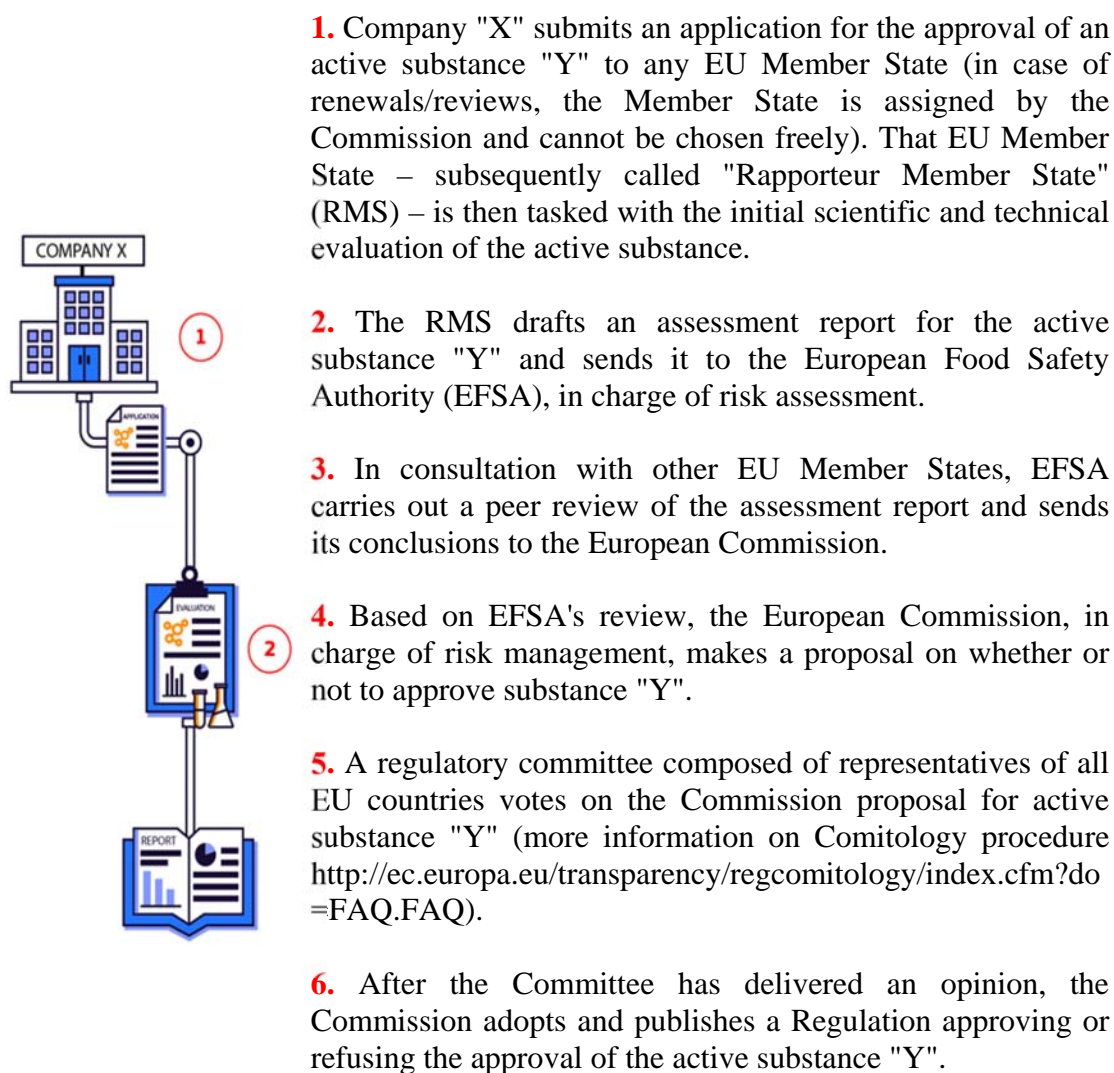 1. Company "X" submits an application for the approval of an
active substance "Y" to any EU Member State (in case of
renewals/reviews, the Member State is assigned by the
Commission and cannot be chosen freely). That EU Member
State – subsequently called "Rapporteur Member State"
(RMS) – is then tasked with the initial scientific and technical
evaluation of the active substance.
COMPANY X
1
2. The RMS drafts an assessment report for the active
substance "Y" and sends it to the European Food Safety
Authority (EFSA), in charge of risk assessment.
APPLICATION
3. In consultation with other EU Member States, EFSA
carries out a peer review of the assessment report and sends
its conclusions to the European Commission.
EVALUATION
2
4. Based on EFSA's review, the European Commission, in
charge of risk management, makes a proposal on whether or
not to approve substance "Y".
5. A regulatory committee composed of representatives of all
EU countries votes on the Commission proposal for active
substance "Y" (more information on Comitology procedure
http://ec.europa.eu/transparency/regcomitology/index.cfm?do
=FAQ.FAQ).
REPORT
6. After the Committee has delivered an opinion, the
Commission adopts and publishes a Regulation approving or
refusing the approval of the active substance "Y".